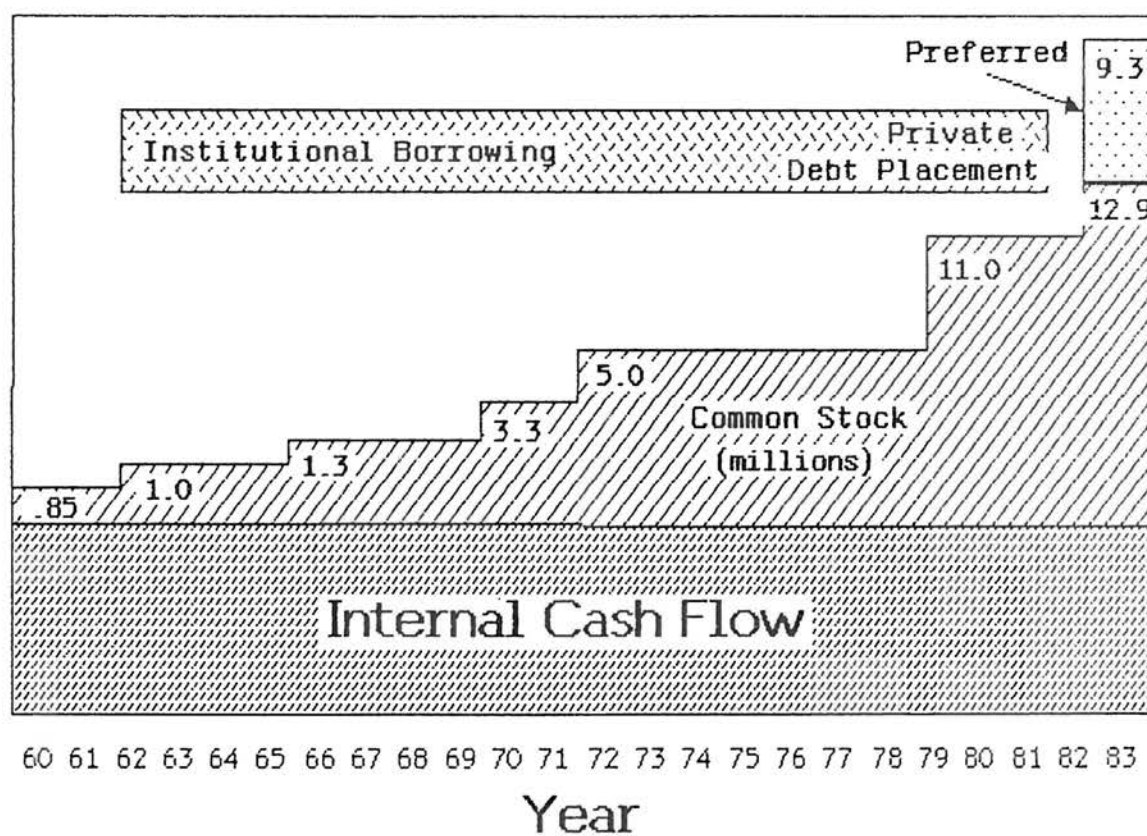 Preferred
9.3
Private
Institutional Borrowing
Debt Placement
12.9
11.0
5.0
Common Stock
3.3
(millions)
1.3
1.0
.85
Internal Cash Flow
60 61 62 63 64 65 66 67 68 69 70 71 72 73 74 75 76 77 78 79 80 81 82 83
Year